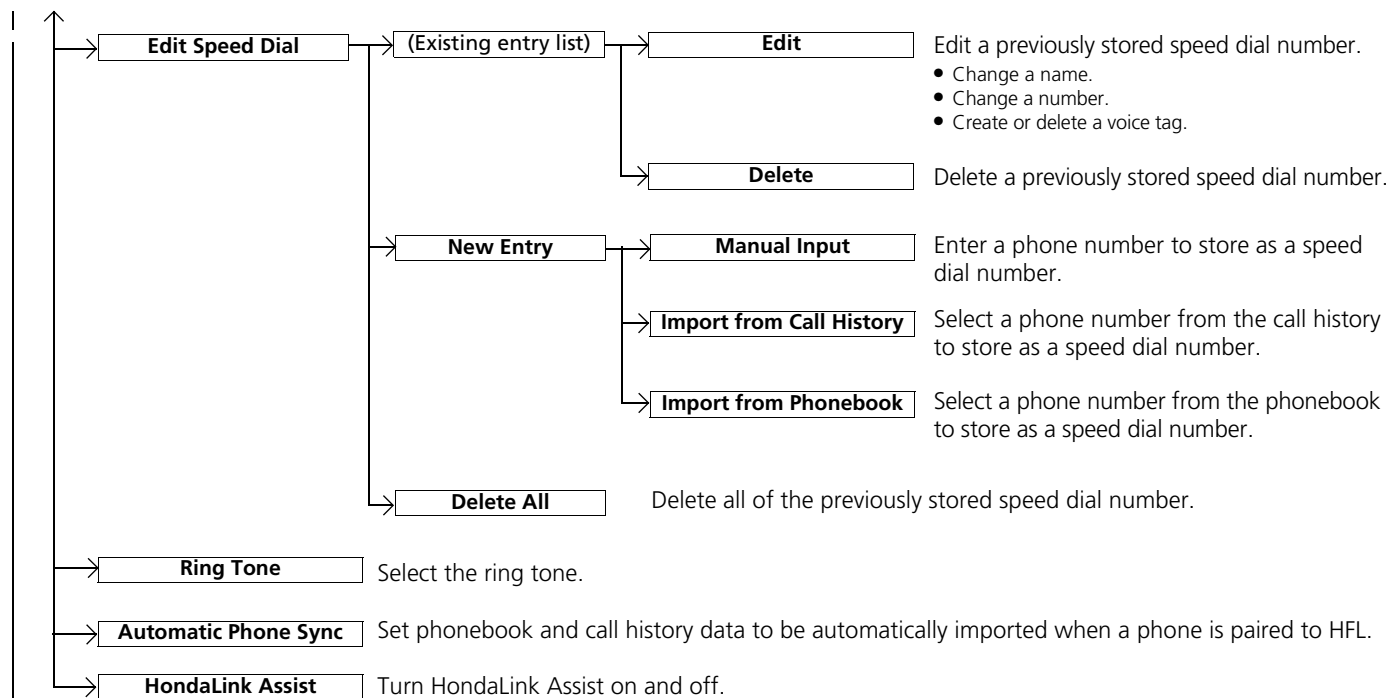 Edit Speed Dial
(Existing entry list)
Edit
Edit a previously stored speed dial number.
● Change a name.
● Change a number.
● Create or delete a voice tag.
Delete
Delete a previously stored speed dial number.
New Entry
Manual Input
Enter a phone number to store as a speed
dial number.
Import from Call History
Select a phone number from the call history
to store as a speed dial number.
Import from Phonebook
Select a phone number from the phonebook
to store as a speed dial number.
Delete All
Delete all of the previously stored speed dial number.
Ring Tone
Select the ring tone.
Automatic Phone Sync
Set phonebook and call history data to be automatically imported when a phone is paired to HFL.
HondaLink Assist
Turn HondaLink Assist on and off.